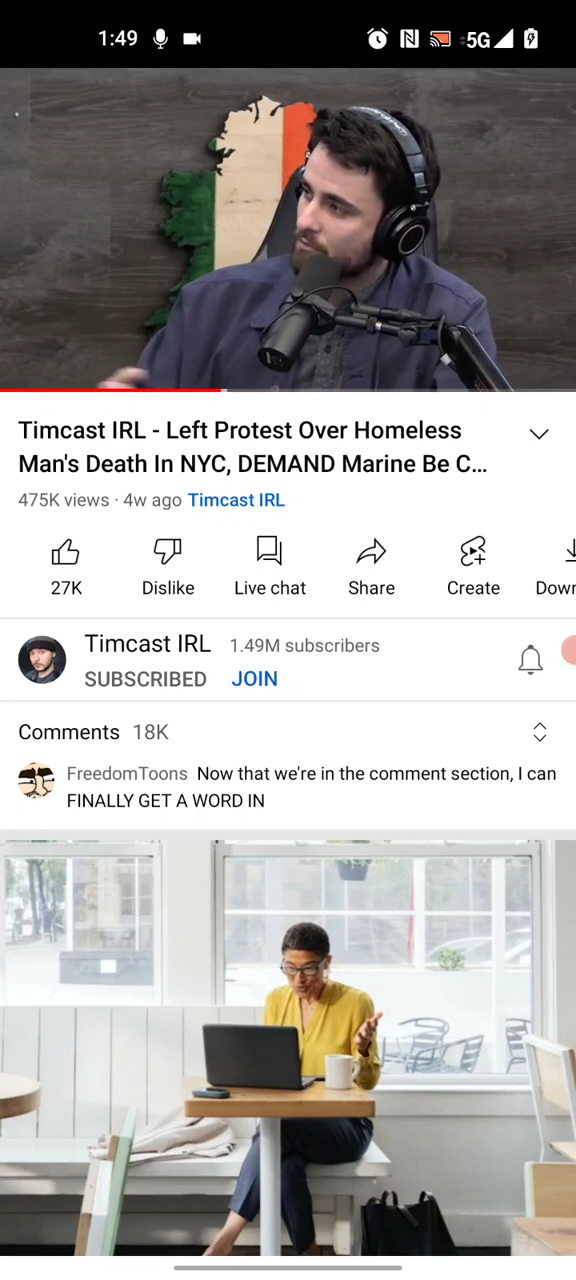 1:49
5G
Timcast IRL - Left Protest Over Homeless
Man's Death In NYC, DEMAND Marine Be C...
475K views · 4w ago Timcast IRL
27K Dislike Live chat Share Create Down
Timcast IRL 1.49M subscribers
SUBSCRIBED JOIN
Comments 18K
FreedomToons Now that we're in the comment section, I can
FINALLY GET A WORD IN